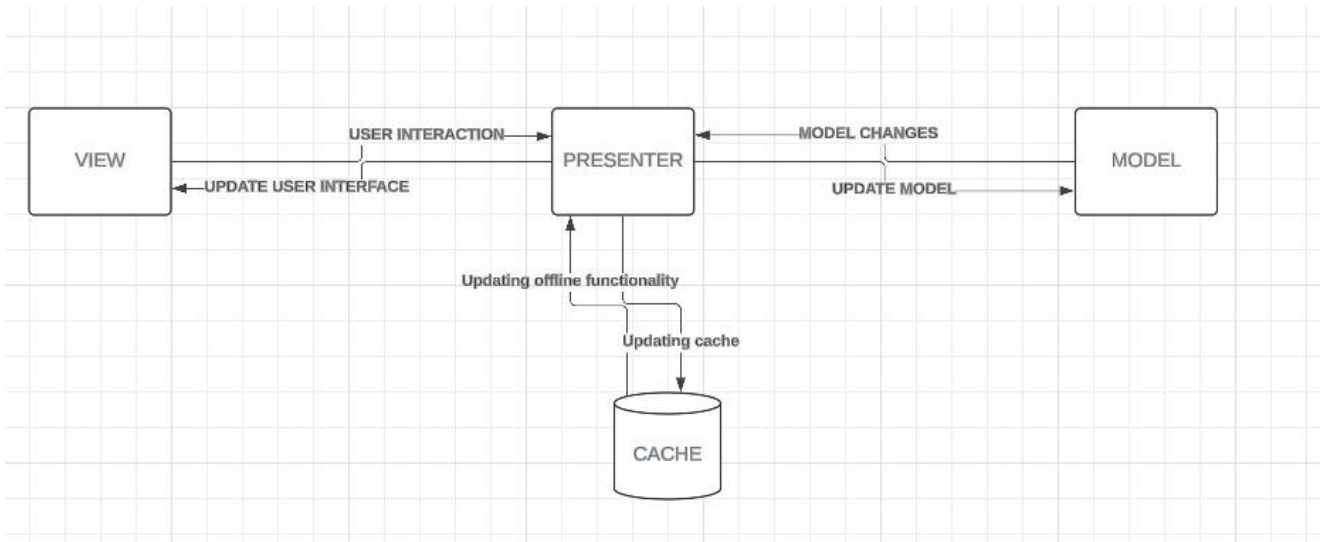 USER INTERACTION
MODEL CHANGES
VIEW
PRESENTER
MODEL
UPDATE USER INTERFACE
UPDATE MODEL
Updating offline functionality
Updating cache
CACHE